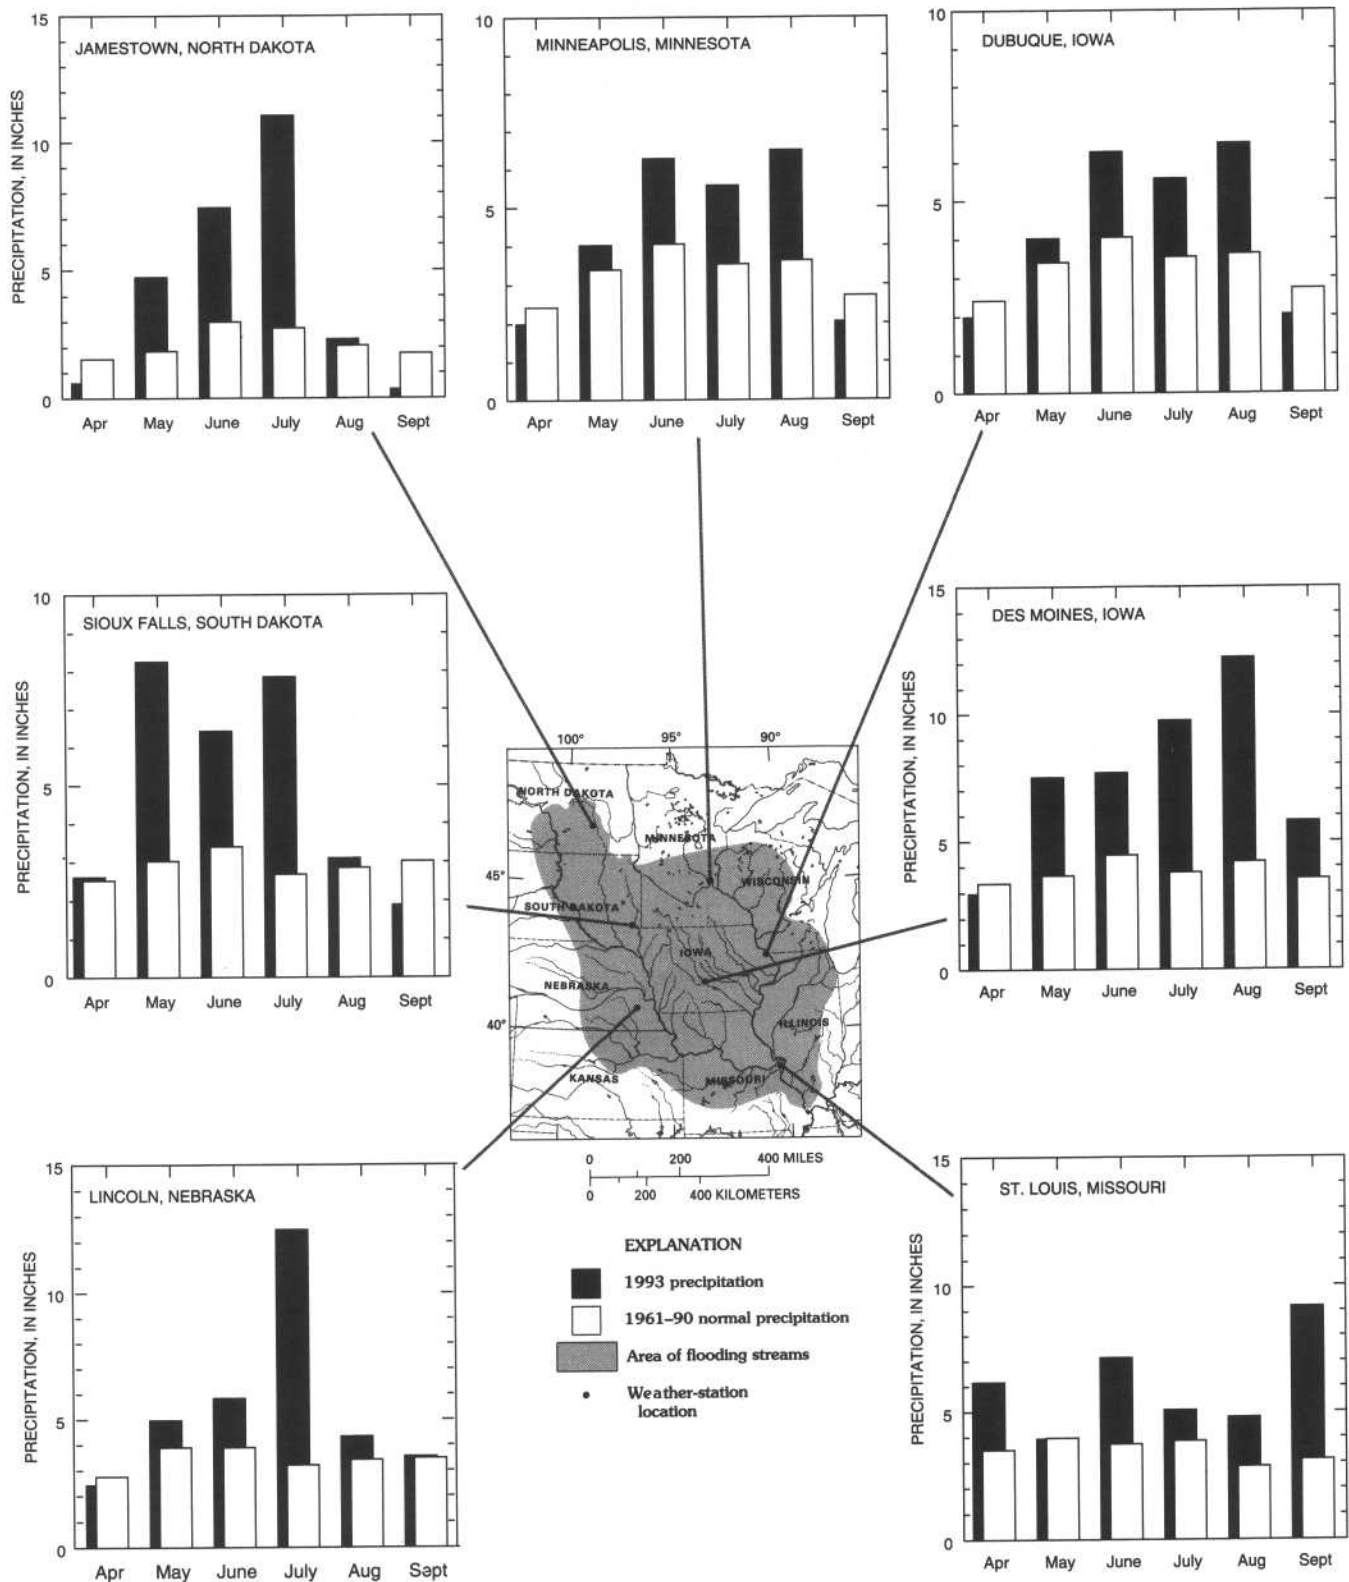 15
10
5
0
PRECIPITATION, IN INCHES
JAMESTOWN, NORTH DAKOTA
Apr May June July Aug Sept
10
5
0
MINNEAPOLIS, MINNESOTA
Apr May June July Aug Sept
10
5
0
DUBUQUE, IOWA
Apr May June July Aug Sept
10
5
0
PRECIPITATION, IN INCHES
SIOUX FALLS, SOUTH DAKOTA
Apr May June July Aug Sept
15
10
5
0
PRECIPITATION, IN INCHES
DES MOINES, IOWA
Apr May June July Aug Sept
100° 95° 90°
45°
40°
NORTH DAKOTA
MINNESOTA
WISCONSIN
SOUTH DAKOTA
IOWA
NEBRASKA
ILLINOIS
KANSAS
MISSOURI
0 200 400 MILES
0 200 400 KILOMETERS
15
10
5
0
PRECIPITATION, IN INCHES
LINCOLN, NEBRASKA
Apr May June July Aug Sept
EXPLANATION
1993 precipitation
1961–90 normal precipitation
Area of flooding streams
Weather-station
location
15
10
5
0
PRECIPITATION, IN INCHES
ST. LOUIS, MISSOURI
Apr May June July Aug Sept